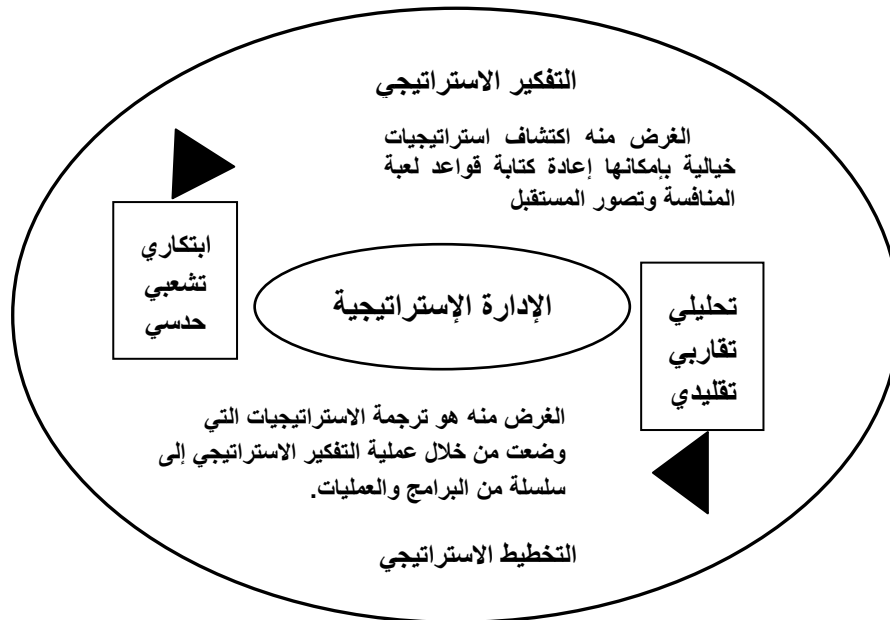 التفكير الاستراتيجي
الغرض منه اكتشاف استراتيجيات
خيالية بإمكانها إعادة كتابة قواعد لعبة
المنافسة وتصور المستقبل
ابتكاري
تشعبي
حدسي
الإدارة الإستراتيجية
تحليلي
تقاربي
تقليدي
الغرض منه هو ترجمة الاستراتيجيات التي
وضعت من خلال عملية التفكير الاستراتيجي إلى
سلسلة من البرامج والعمليات.
التخطيط الاستراتيجي